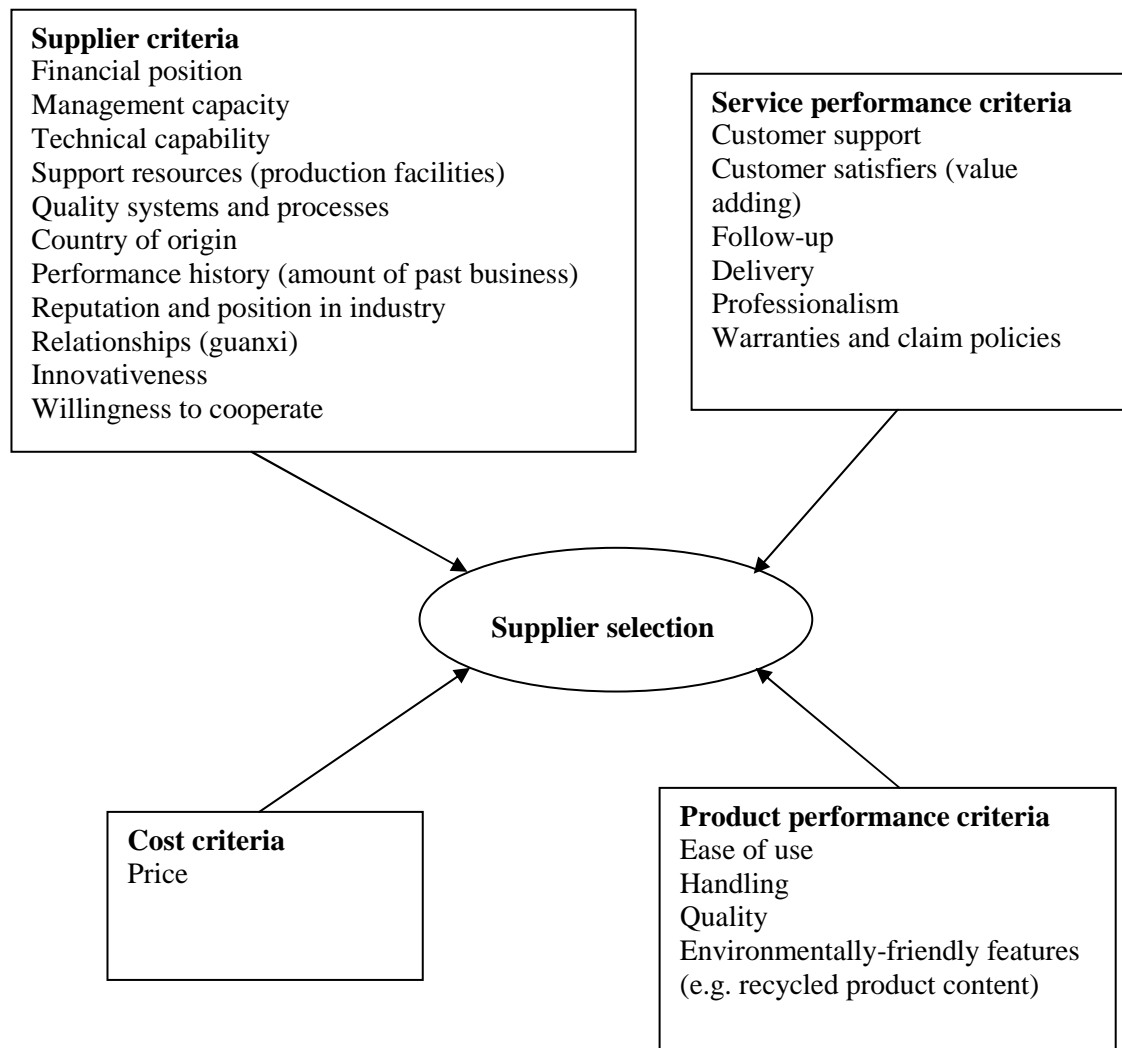 Supplier criteria
Financial position
Management capacity
Technical capability
Support resources (production facilities)
Quality systems and processes
Country of origin
Performance history (amount of past business)
Reputation and position in industry
Relationships (guanxi)
Innovativeness
Willingness to cooperate
Service performance criteria
Customer support
Customer satisfiers (value
adding)
Follow-up
Delivery
Professionalism
Warranties and claim policies
Supplier selection
Cost criteria
Price
Product performance criteria
Ease of use
Handling
Quality
Environmentally-friendly features
(e.g. recycled product content)